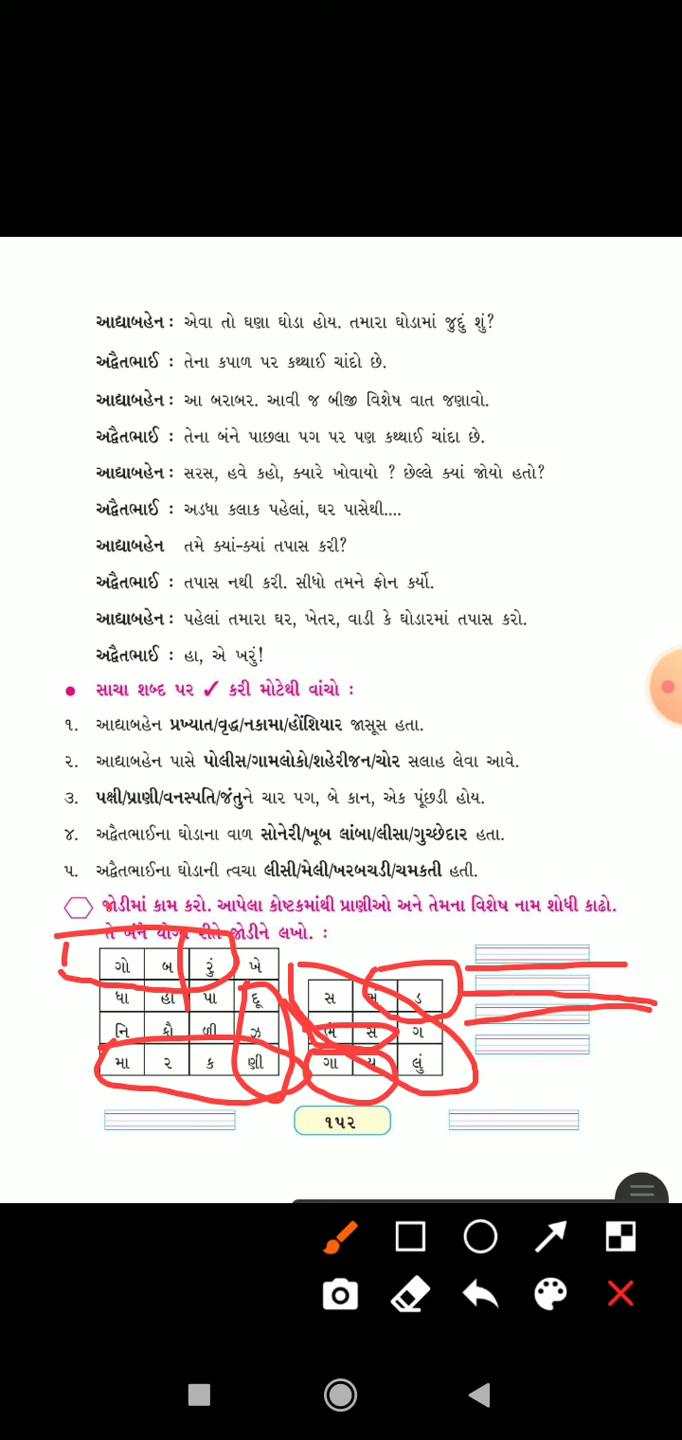 આદ્યાબહેન : એવા તો ઘણા ઘોડા હોય. તમારા ઘોડામાં જુદું શું?
અદ્વૈતભાઈ : તેના કપાળ પર કથ્થાઈ ચાંદો છે.
આદ્યાબહેન : આ બરાબર. આવી જ બીજી વિશેષ વાત જણાવો.
અદ્વૈતભાઈ : તેના બંને પાછલા પગ પર પણ કથ્થાઈ ચાંદા છે.
આદ્યાબહેન : સરસ, હવે કહો, ક્યારે ખોવાયો ? છેલ્લે ક્યાં જોયો હતો?
અદ્વૈતભાઈ : અડધા કલાક પહેલાં, ઘર પાસેથી....
આદ્યાબહેન તમે ક્યાં-ક્યાં તપાસ કરી?
અદ્વૈતભાઈ : તપાસ નથી કરી. સીધો તમને ફોન કર્યો.
આદ્યાબહેન : પહેલાં તમારા ઘર, ખેતર, વાડી કે ઘોડારમાં તપાસ કરો.
અદ્વૈતભાઈ : હા, એ ખરું!
● સાચા શબ્દ પર ✓ કરી મોટેથી વાંચો :
૧. આદ્યાબહેન પ્રખ્યાત/વૃદ્ધ/નકામા/હોંશિયાર જાસૂસ હતા.
૨. આદ્યાબહેન પાસે પોલીસ/ગામલોકો/શહેરીજન/ચોર સલાહ લેવા આવે.
૩. પક્ષી/પ્રાણી/વનસ્પતિ/જંતુને ચાર પગ, બે કાન, એક પૂંછડી હોય.
૪. અદ્વૈતભાઈના ઘોડાના વાળ સોનેરી/ખૂબ લાંબા/લીસા/ગુચ્છેદાર હતા.
૫. અદ્વૈતભાઈના ઘોડાની ત્વચા લીસી/મેલી/ખરબચડી/ચમકતી હતી.
જોડીમાં કામ કરો. આપેલા કોષ્ટકમાંથી પ્રાણીઓ અને તેમના વિશેષ નામ શોધી કાઢો.
તે બંને યોગ્ય રીતે જોડીને લખો. :
ગો બ રું ખે
ધા હી પા દૂ
નિ કૌ ળી ઝ
મા ર ક ણી
સ ડ
ભેં સ ગ
ગા ય લું
૧૫૨